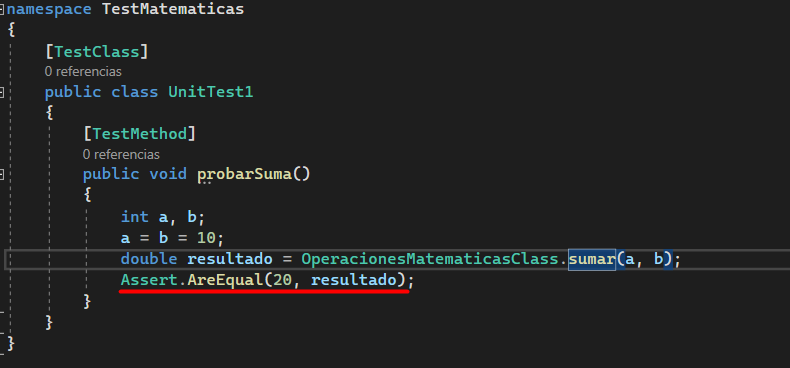 namespace TestMatematicas
{
[TestClass]
0 referencias
public class UnitTest1
{
[TestMethod]
0 referencias
public void probarSuma()
{
int a, b;
a = b = 10;
double resultado = OperacionesMatematicasClass.sumar(a, b);
Assert.AreEqual(20, resultado);
}
}
}